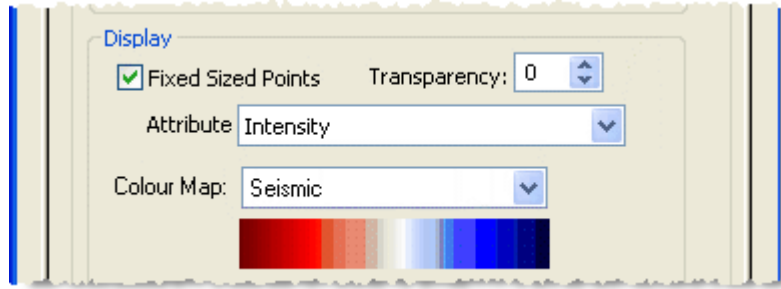 Display
Fixed Sized Points Transparency: 0
Attribute Intensity
Colour Map: Seismic